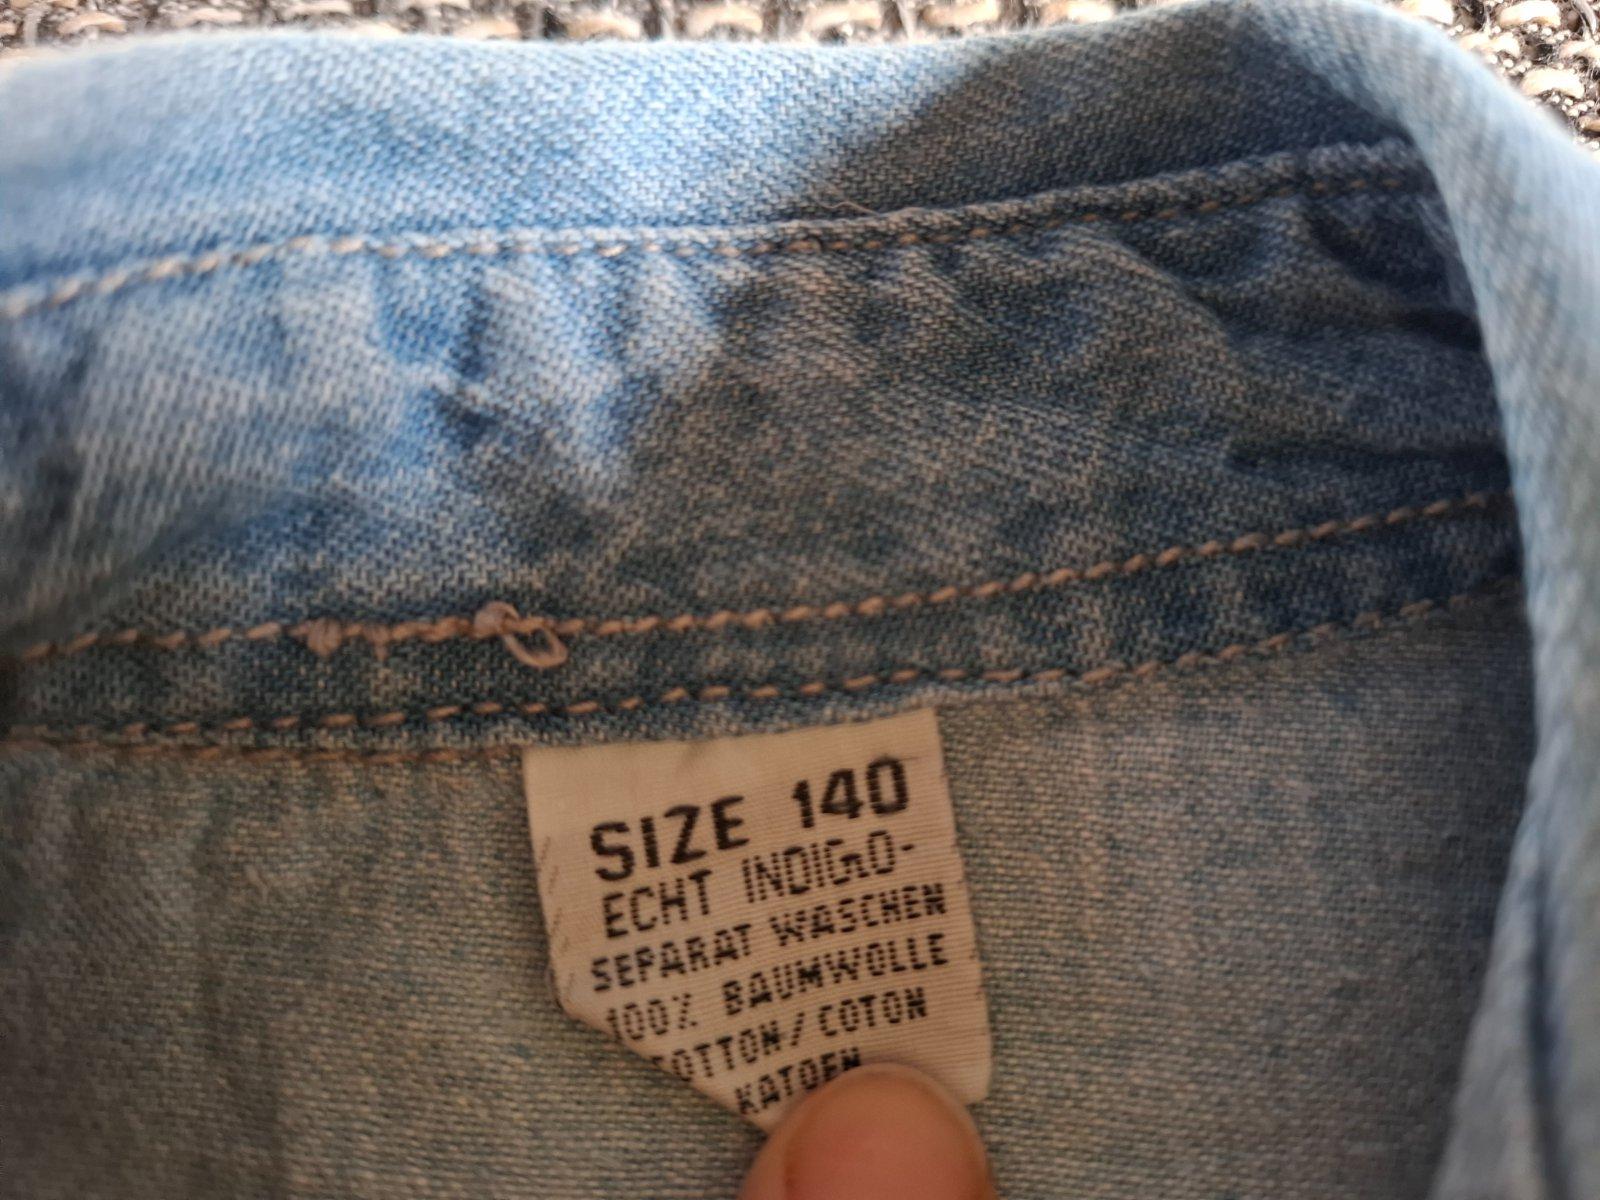 SIZE 140
ECHT INDIGO-
SEPARAT WASCHEN
100% BAUMWOLLE
COTTON/COTON
KATOEN